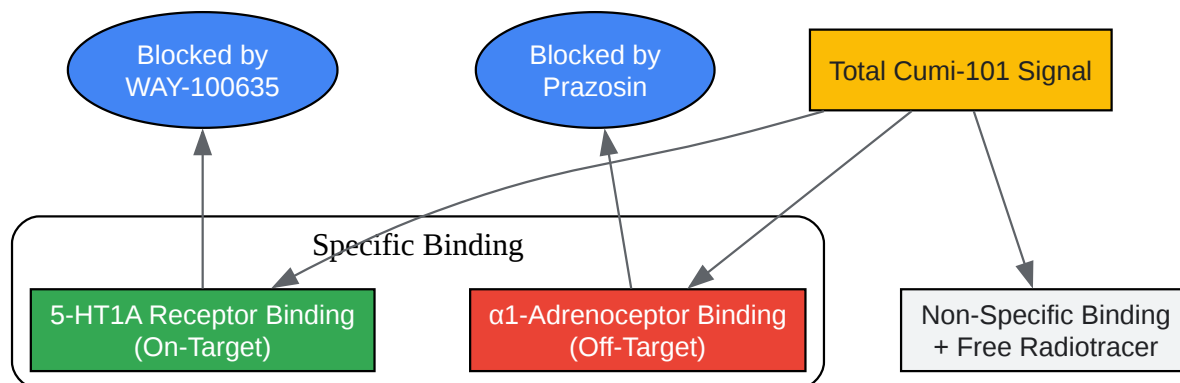 Blocked by
WAY-100635
Blocked by
Prazosin
Total Cumi-101 Signal
Specific Binding
5-HT1A Receptor Binding
(On-Target)
α1-Adrenoceptor Binding
(Off-Target)
Non-Specific Binding
+ Free Radiotracer